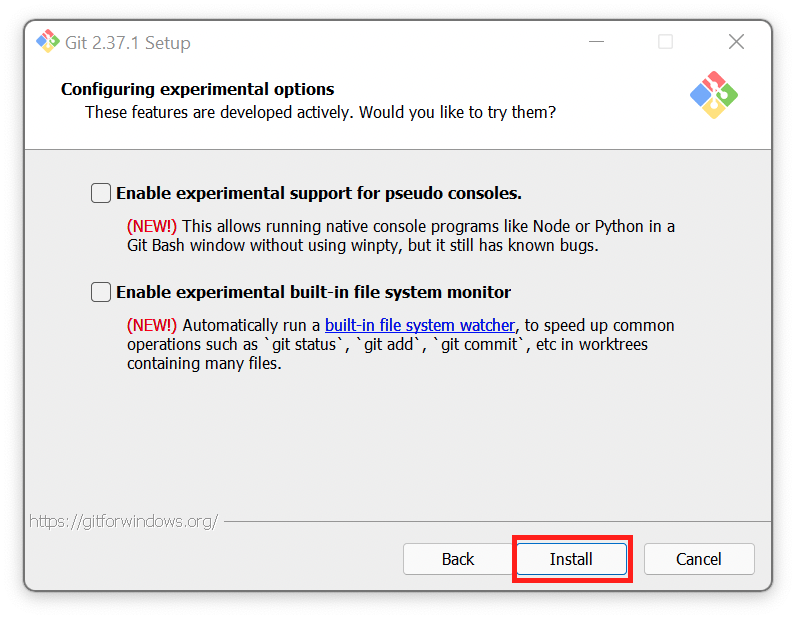 Git 2.37.1 Setup
Configuring experimental options
These features are developed actively. Would you like to try them?
Enable experimental support for pseudo consoles.
(NEW!) This allows running native console programs like Node or Python in a
Git Bash window without using winpty, but it still has known bugs.
Enable experimental built-in file system monitor
(NEW!) Automatically run a built-in file system watcher, to speed up common
operations such as `git status`, `git add`, `git commit`, etc in worktrees
containing many files.
https://gitforwindows.org/
Back
Install
Cancel